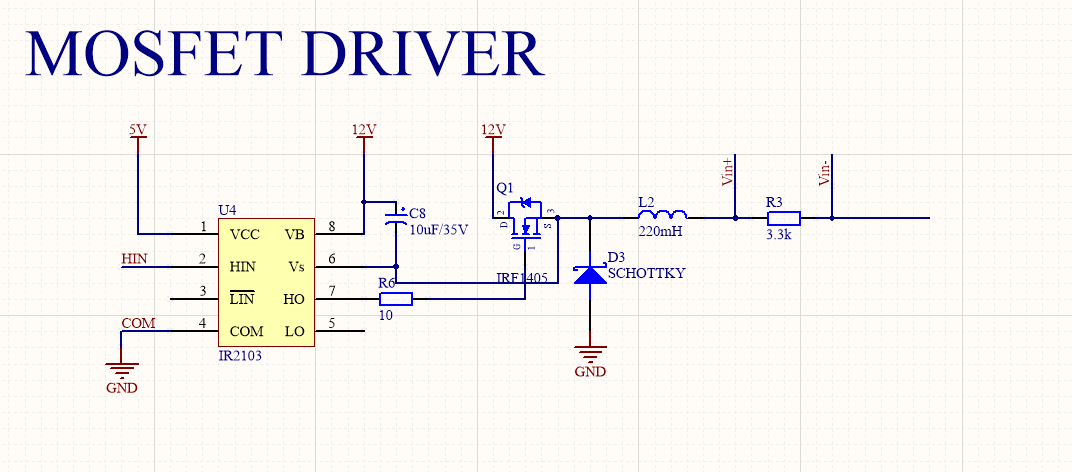 MOSFET DRIVER
5V
12V
12V
Vin+
Vin-
Q1
2
3
D
S
G
1
IRF1405
U4
1
VCC
VB
8
2
HIN
Vs
6
3
LIN
HO
7
4
COM
LO
5
IR2103
HIN
COM
GND
C8
10uF/35V
R6
10
L2
220mH
R3
3.3k
D3
SCHOTTKY
GND